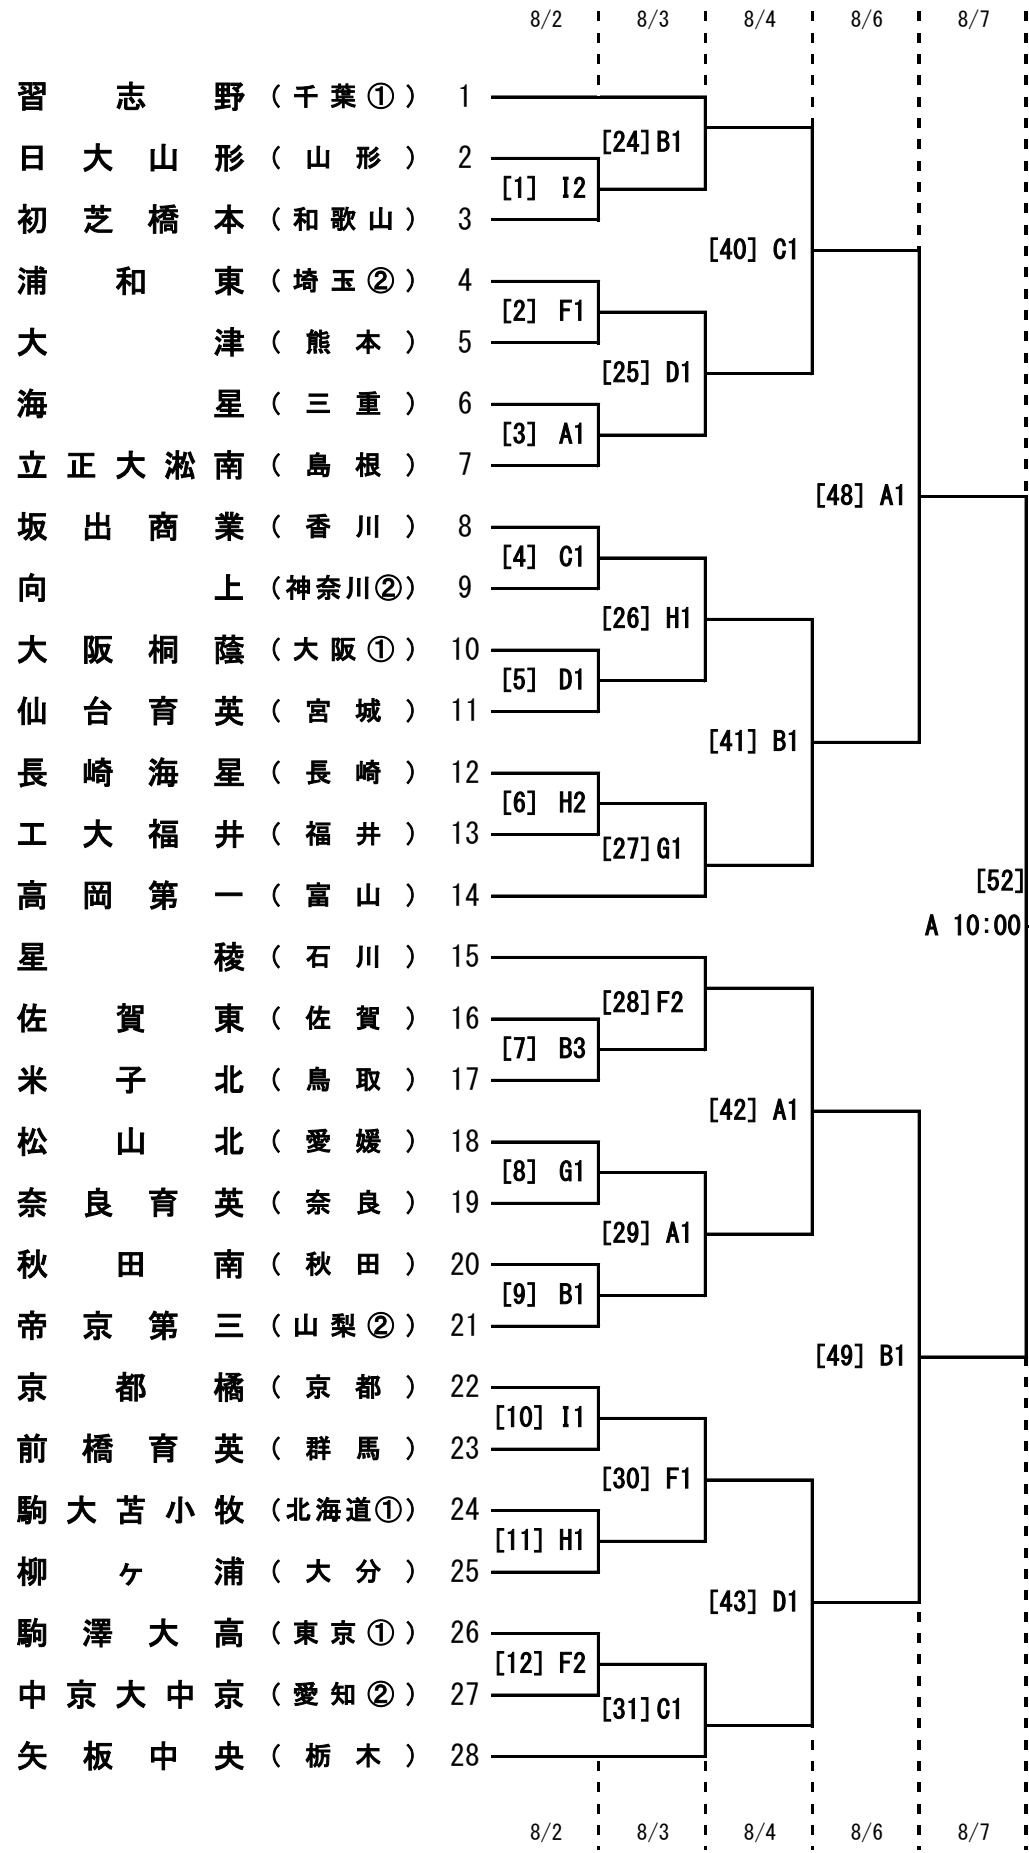 8/2 8/3 8/4 8/6 8/7
習志野（千葉①） 1
[24]B1
日大山形（山形） 2
[1] I2
初芝橋本（和歌山） 3
[40] C1
浦和東（埼玉②） 4
[2] F1
大津（熊本） 5
[25] D1
海星（三重） 6
[3] A1
立正大淞南（島根） 7
[48] A1
坂出商業（香川） 8
[4] C1
向上（神奈川②） 9
[26] H1
大阪桐蔭（大阪①） 10
[5] D1
仙台育英（宮城） 11
[41] B1
長崎海星（長崎） 12
[6] H2
工大福井（福井） 13
[27]G1
[52]
高岡第一（富山） 14
A 10:00
星稜（石川） 15
[28]F2
佐賀東（佐賀） 16
[7] B3
米子北（鳥取） 17
[42] A1
松山北（愛媛） 18
[8] G1
奈良育英（奈良） 19
[29] A1
秋田南（秋田） 20
[9] B1
帝京第三（山梨②） 21
[49] B1
京都橘（京都） 22
[10] I1
前橋育英（群馬） 23
[30] F1
駒大苫小牧（北海道①） 24
[11] H1
柳ヶ浦（大分） 25
[43] D1
駒澤大高（東京①） 26
[12] F2
中京大中京（愛知②） 27
[31]C1
矢板中央（栃木） 28
8/2 8/3 8/4 8/6 8/7